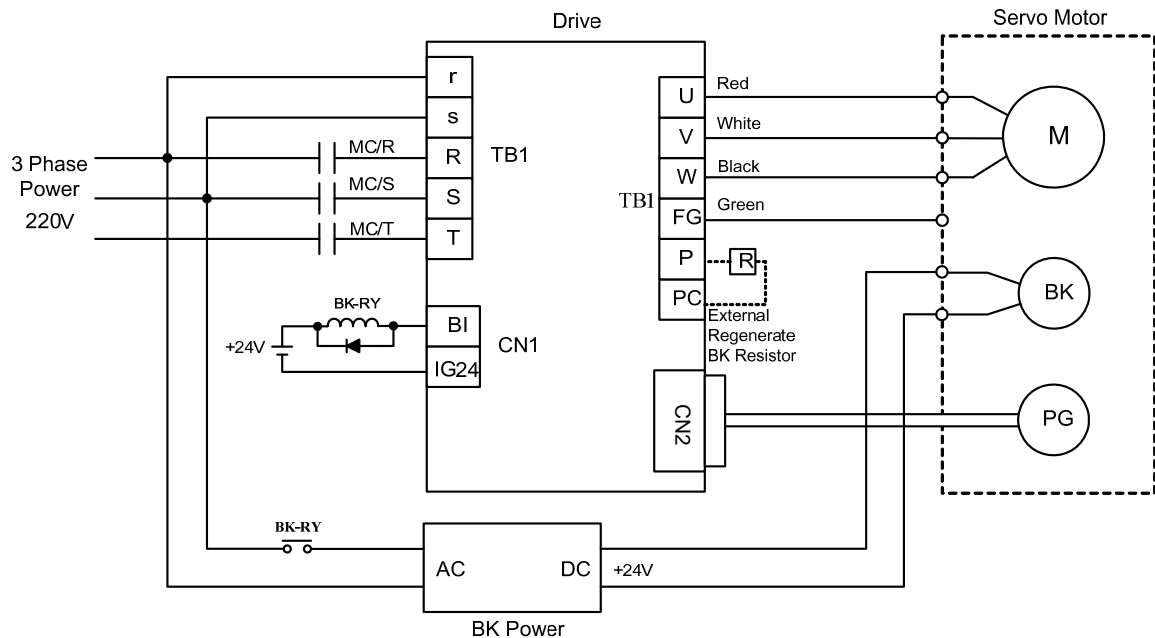 Servo Motor
Drive
r
s
R
S
T
TB1
MC/R
MC/S
MC/T
3 Phase
Power
220V
U
V
W
FG
P
PC
TB1
Red
White
Black
Green
R
External
Regenerate
BK Resistor
M
BK
PG
BK-RY
+24V
BI
IG24
CN1
CN2
BK-RY
AC
DC
+24V
BK Power